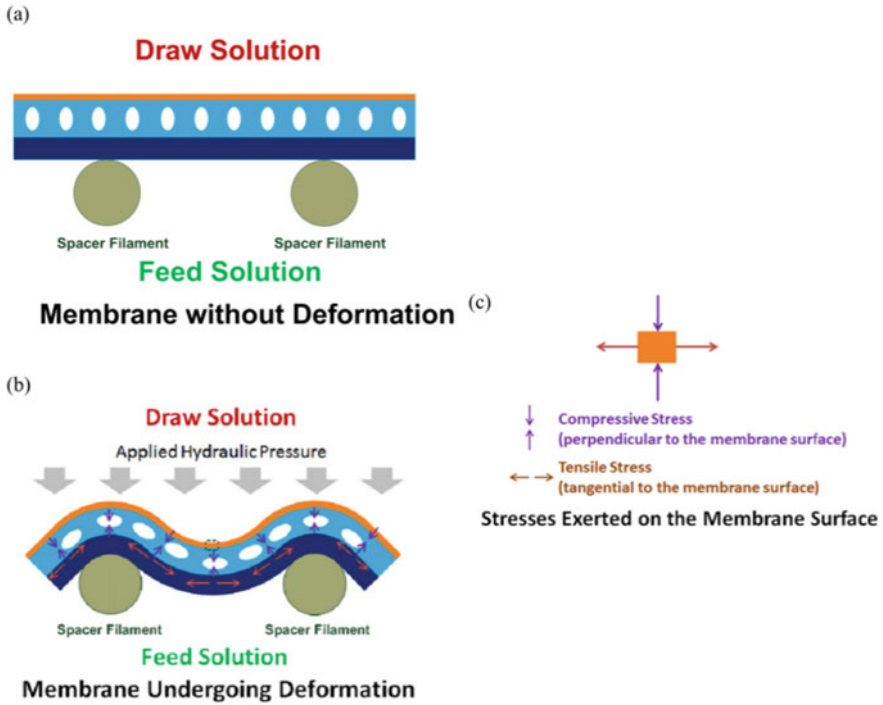 (a)
Draw Solution
Spacer Filament Spacer Filament
Feed Solution
Membrane without Deformation
(b)
Draw Solution
Applied Hydraulic Pressure
Spacer Filament Spacer Filament
Feed Solution
Membrane Undergoing Deformation
(c)
Compressive Stress
(perpendicular to the membrane surface)
Tensile Stress
(tangential to the membrane surface)
Stresses Exerted on the Membrane Surface